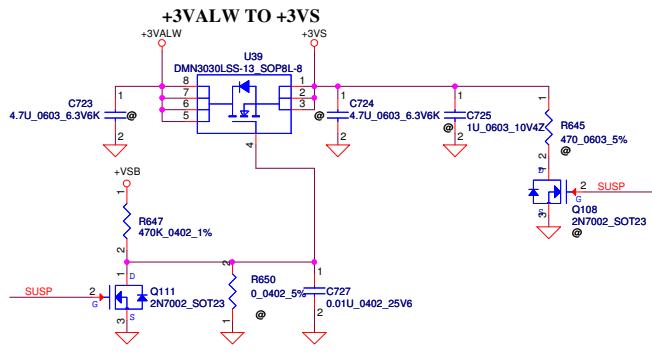 +3VALW TO +3VS
+3VALW
+3VS
U39
DMN3030LSS-13_SOP8L-8
8 1
7 2
6 3
5
4
1
C723
4.7U_0603_6.3V6K
@
2
1
C724
4.7U_0603_6.3V6K
@
2
1
C725
1U_0603_10V4Z
@
2
1
R645
470_0603_5%
@
2
1
D
2
SUSP
G
S
3
Q108
2N7002_SOT23
@
+VSB
1
R647
470K_0402_1%
2
SUSP
2
G
1
D
S
3
Q111
2N7002_SOT23
2
R650
0_0402_5%
@
1
1
C727
0.01U_0402_25V6
2